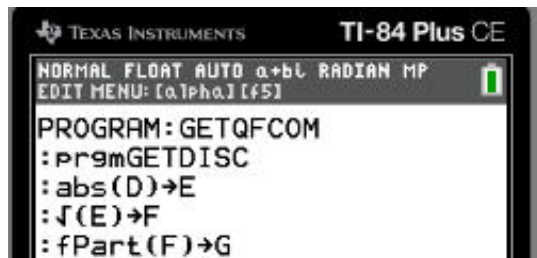 TEXAS INSTRUMENTS TI-84 Plus CE
NORMAL FLOAT AUTO a+bi RADIAN MP
EDIT MENU: [alpha] [f5]
PROGRAM:GETQFCOM
:prgmGETDISC
:abs(D)→E
:√(E)→F
:fPart(F)→G